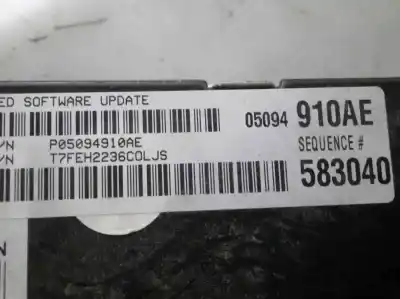 ED SOFTWARE UPDATE
05094 910AE
/N P05094910AE
/N T7FEH2236COLJS
SEQUENCE #
583040
N